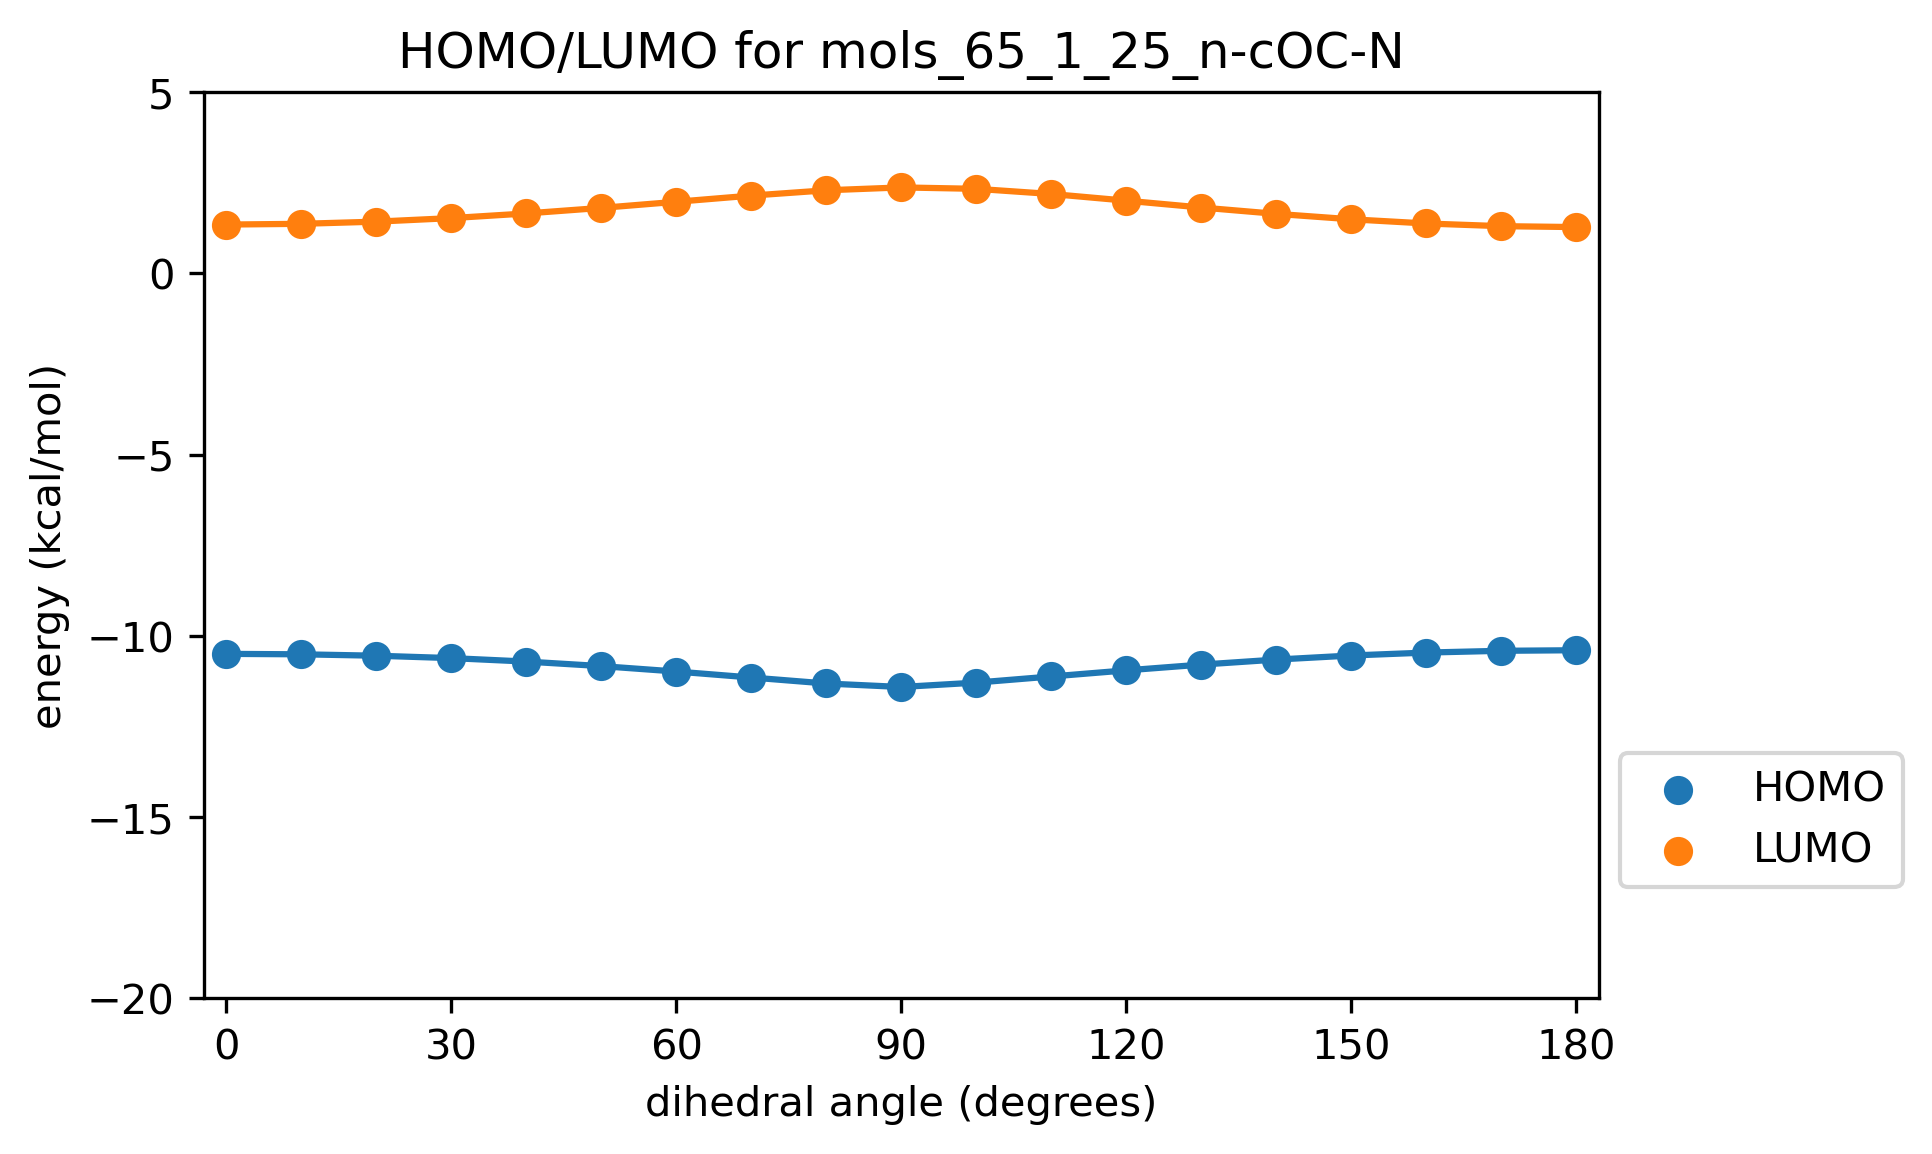 HOMO/LUMO for mols_65_1_25_n-cOC-N
5
0
−5
−10
−15
−20
energy (kcal/mol)
0 30 60 90 120 150 180
dihedral angle (degrees)
HOMO
LUMO